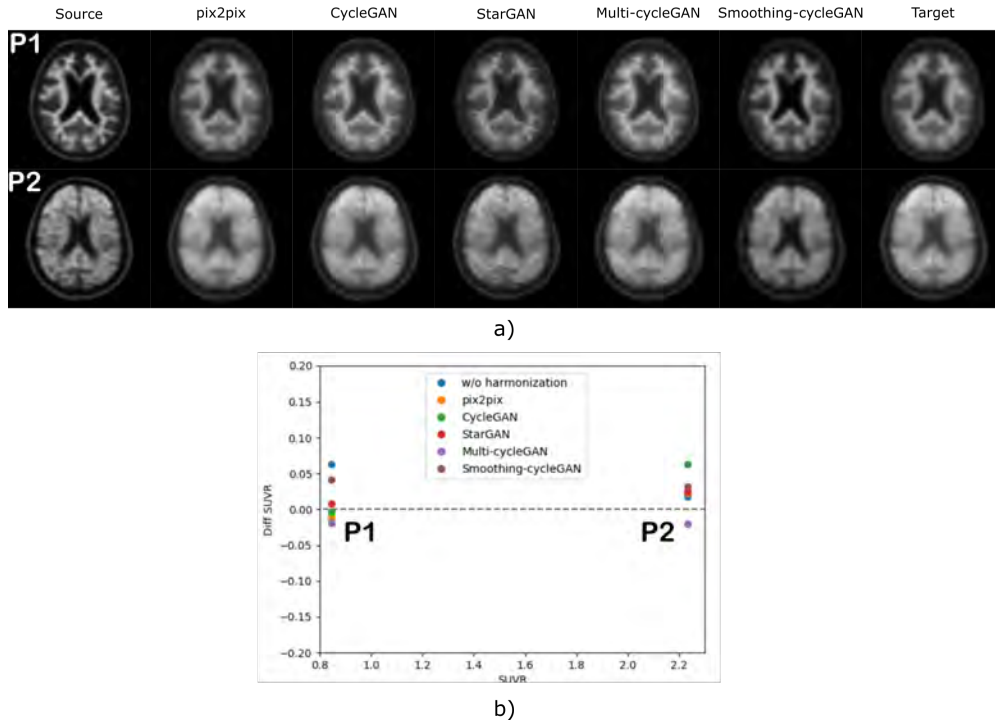 Source pix2pix CycleGAN StarGAN Multi-cycleGAN Smoothing-cycleGAN Target
P1
P2
a)
0.20
0.15
0.10
0.05
0.00
−0.05
−0.10
−0.15
−0.20
Diff SUVR
w/o harmonization
pix2pix
CycleGAN
StarGAN
Multi-cycleGAN
Smoothing-cycleGAN
P1 P2
0.8 1.0 1.2 1.4 1.6 1.8 2.0 2.2
SUVR
b)